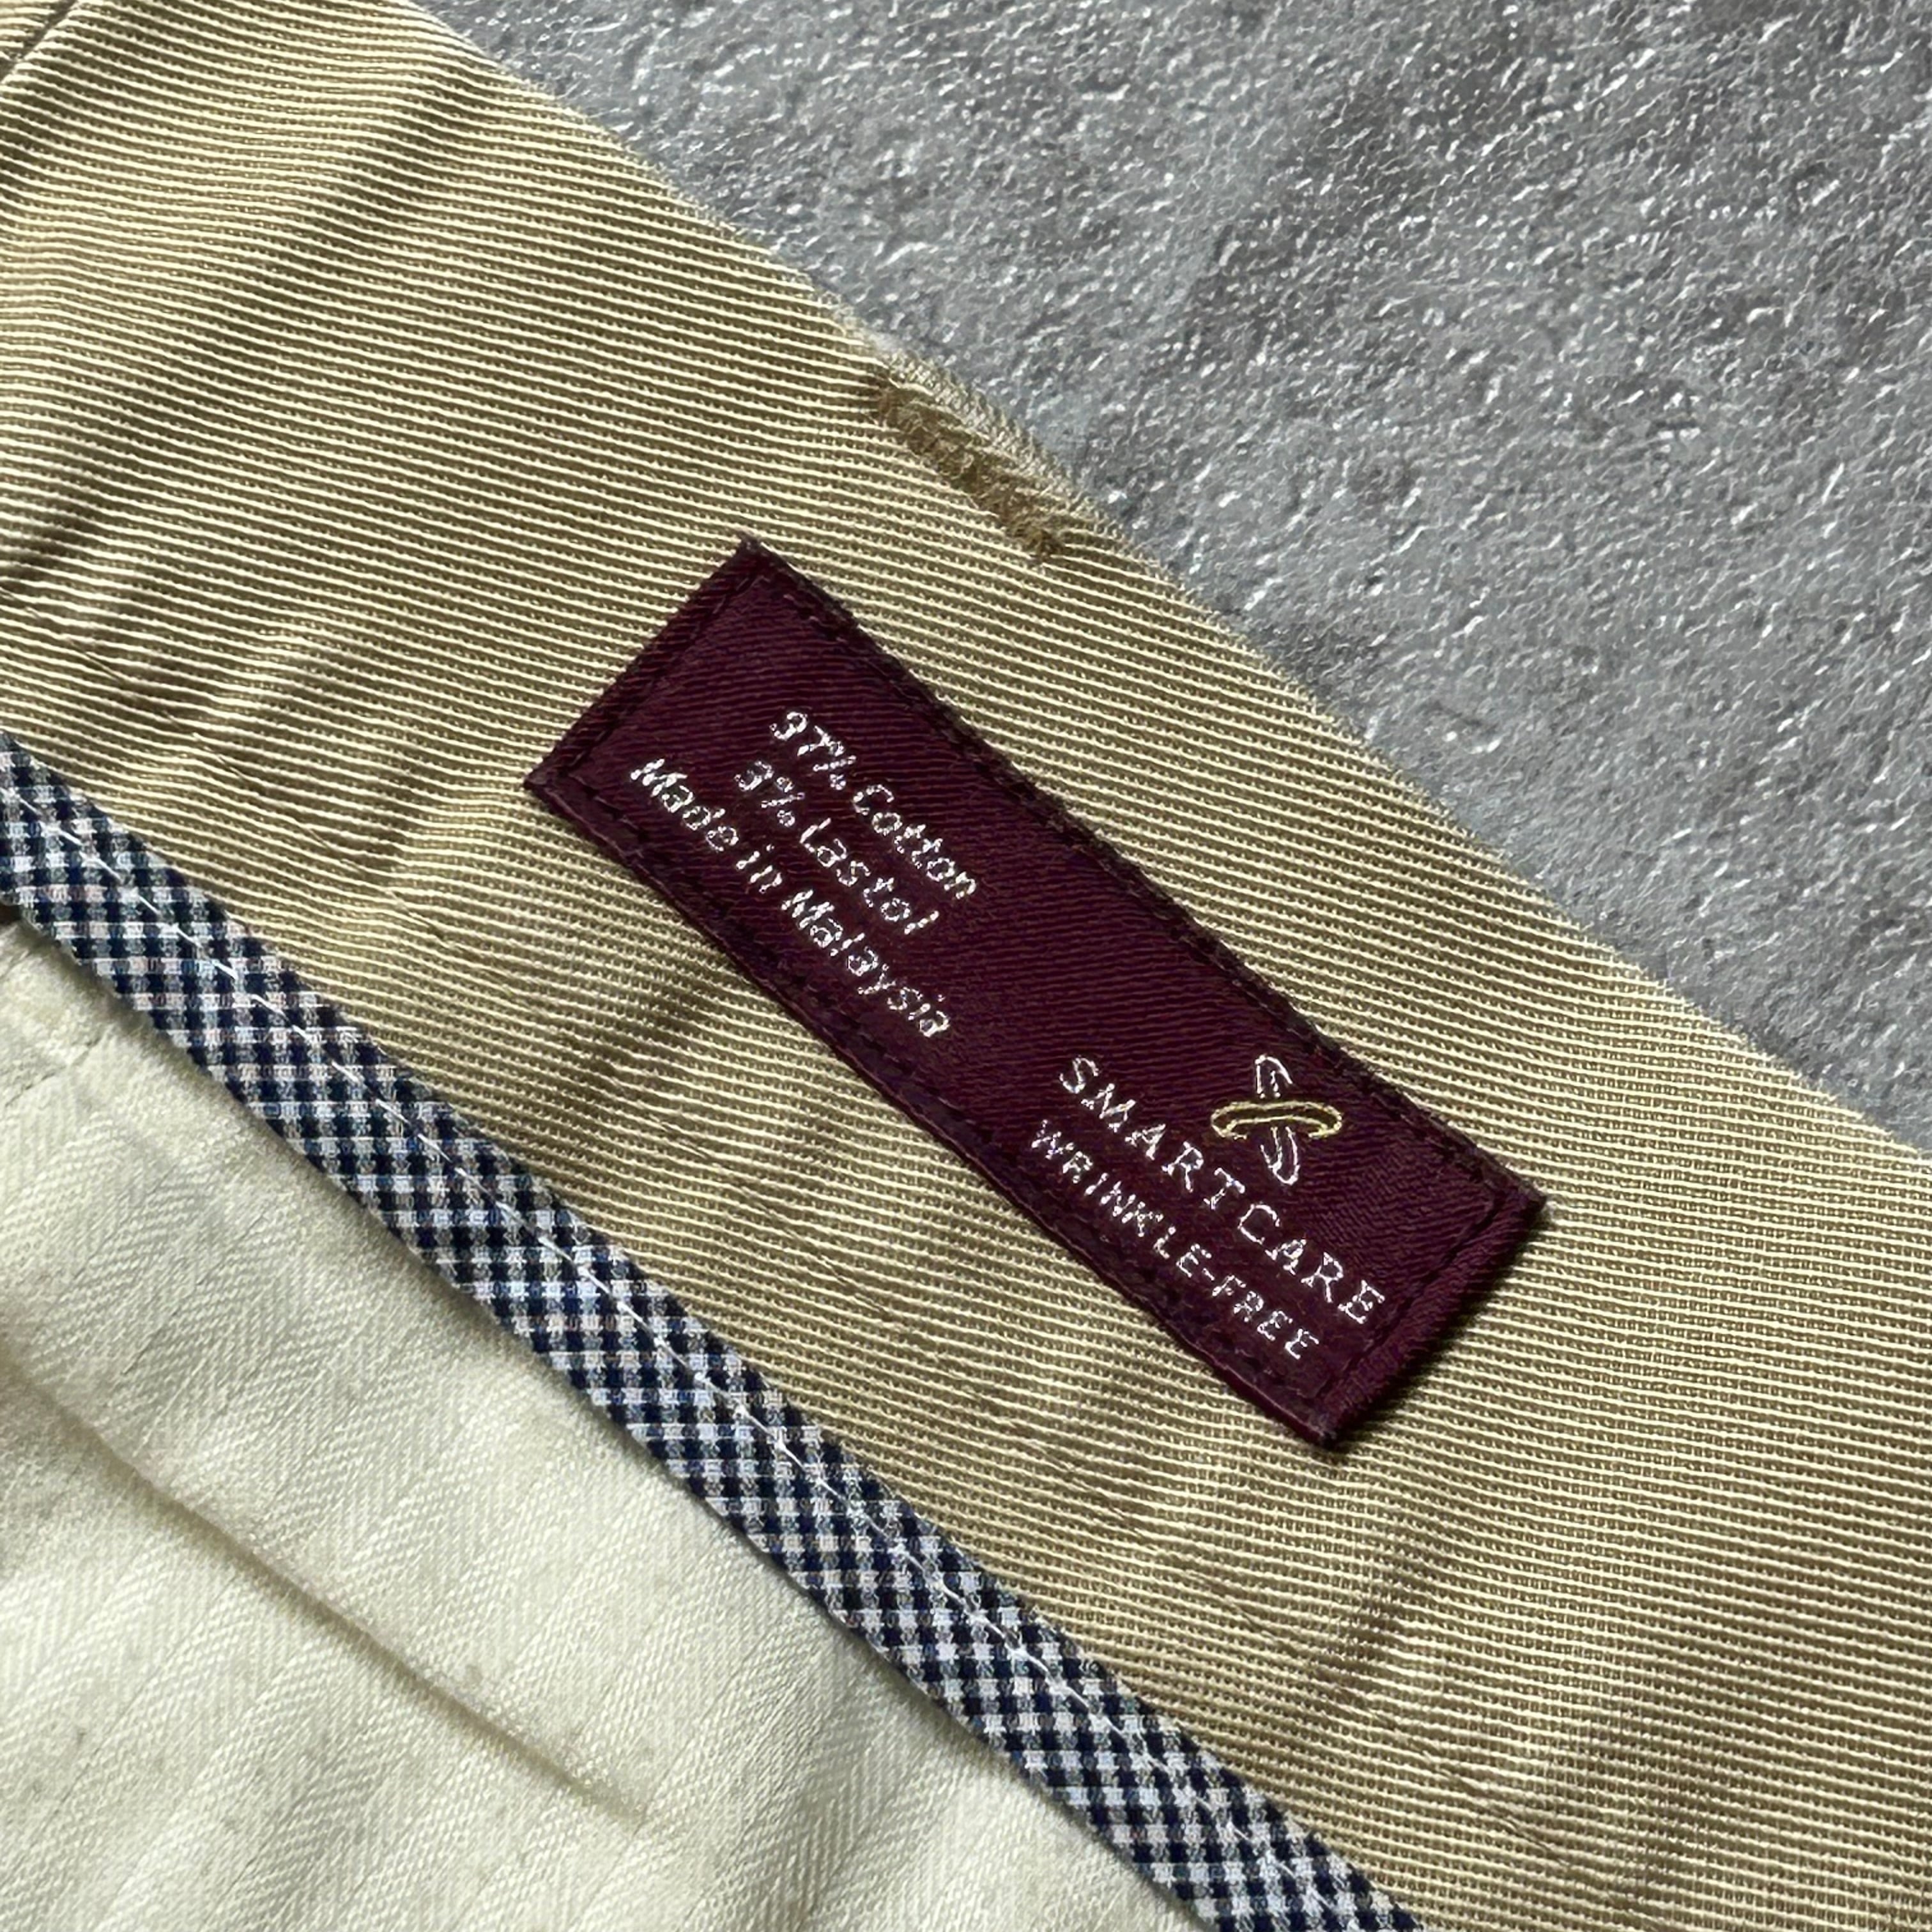 97% Cotton
3% Lastol
Made in Malaysia
SMARTCARE
WRINKLE-FREE